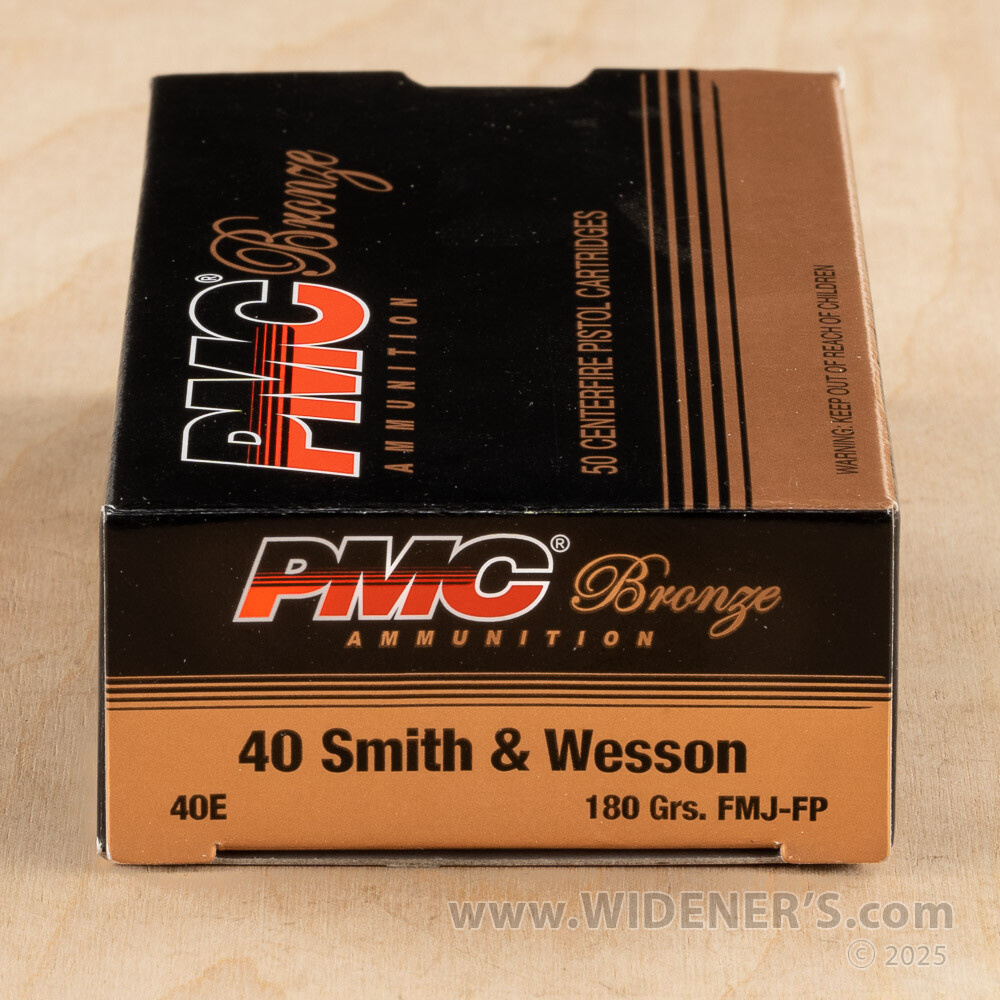 PMC® Bronze
AMMUNITION
50 CENTERFIRE PISTOL CARTRIDGES
WARNING: KEEP OUT OF REACH OF CHILDREN
PMC® Bronze
AMMUNITION
40 Smith & Wesson
40E 180 Grs. FMJ-FP
www.WIDENER'S.com
© 2025